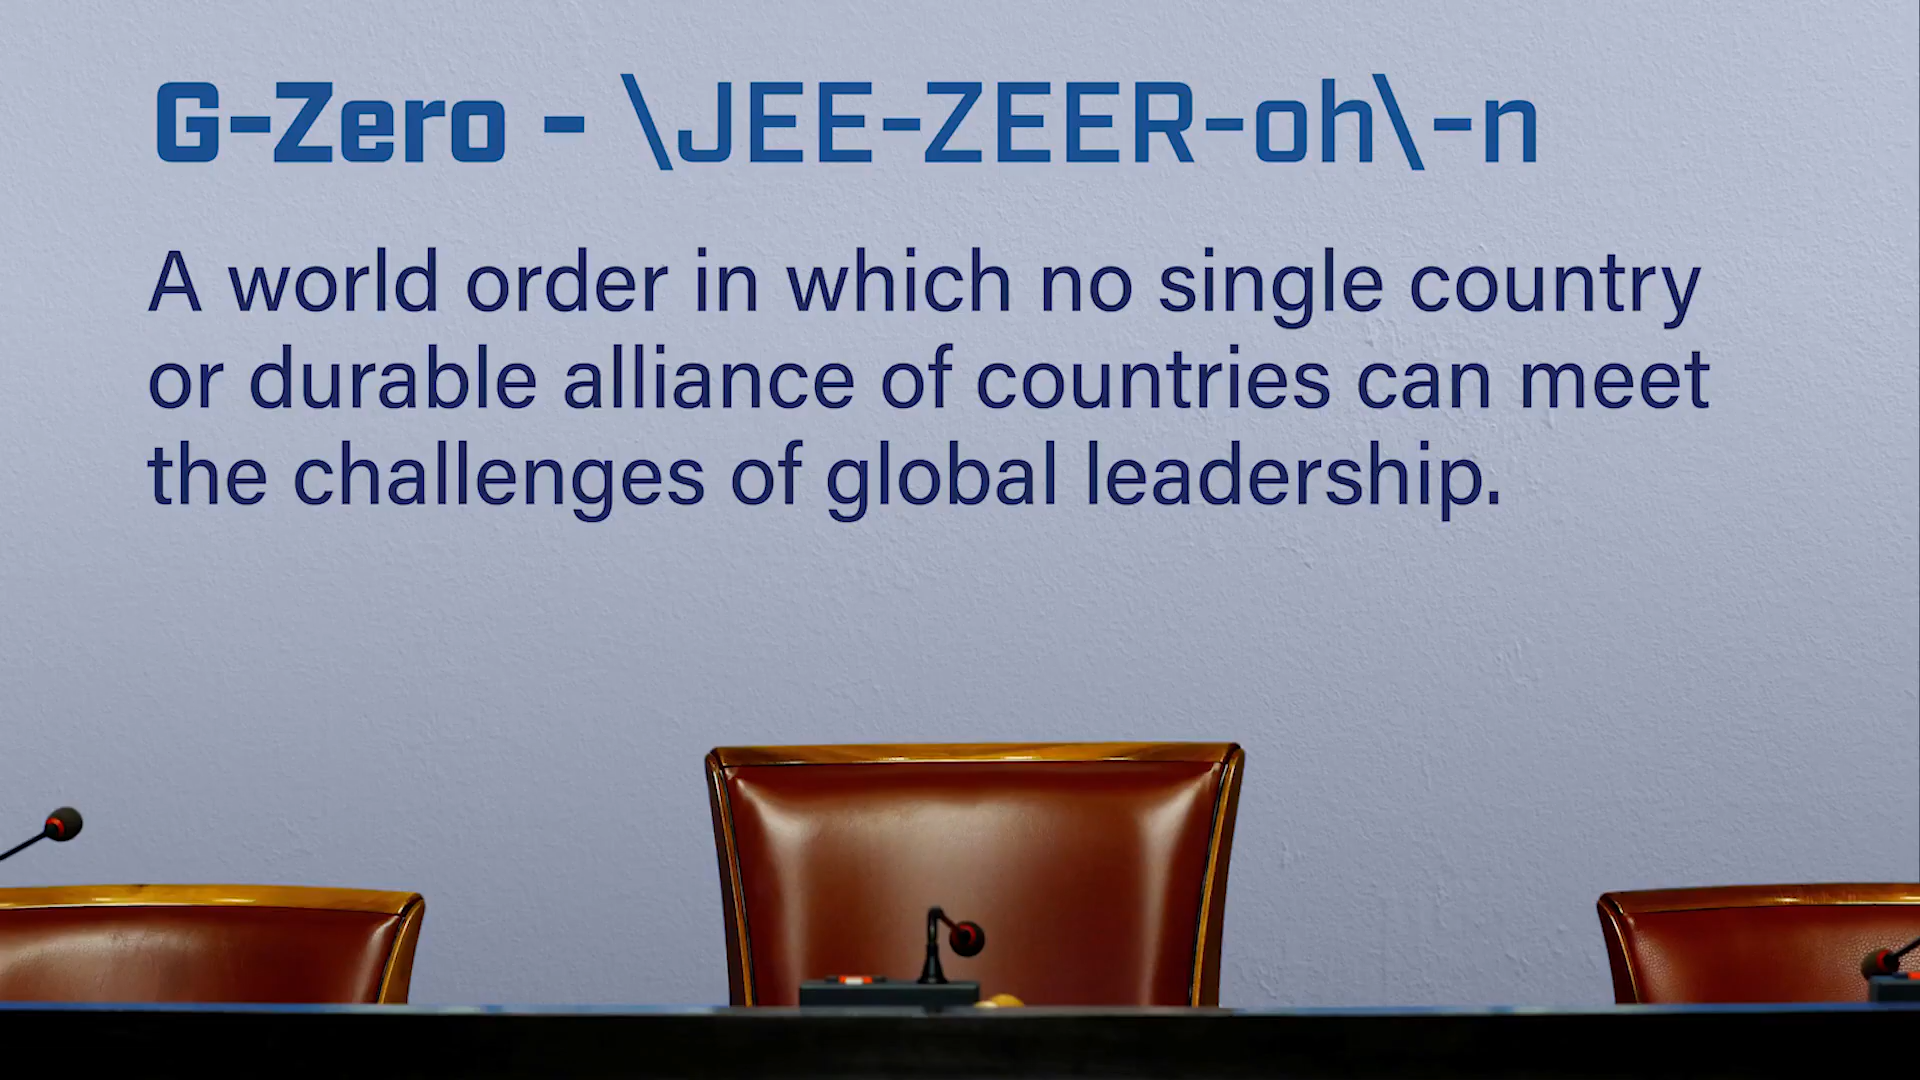 G-Zero - \JEE-ZEER-oh\-n
A world order in which no single country
or durable alliance of countries can meet
the challenges of global leadership.